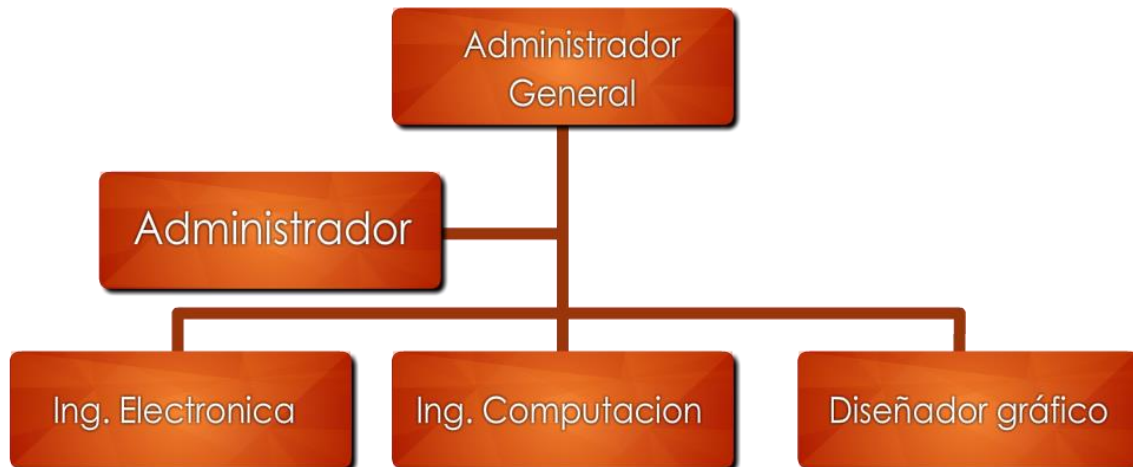 Administrador
General
Administrador
Ing. Electronica
Ing. Computacion
Diseñador gráfico